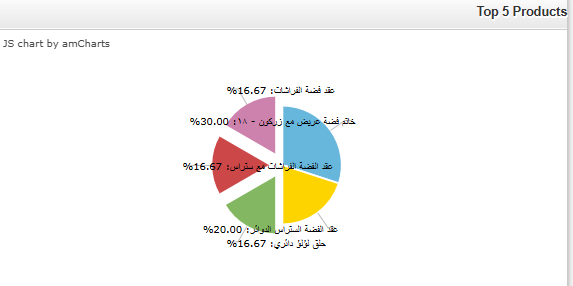 Top 5 Products
JS chart by amCharts
عقد فضة الفراشات: 16.67%
خاتم فضة عريض مع زركون - ١٨: 30.00%
عقد الفضة الفراشات مع ستراس: 16.67%
عقد الفضة الستراس الدوائر: 20.00%
حلق لؤلؤ دائري: 16.67%